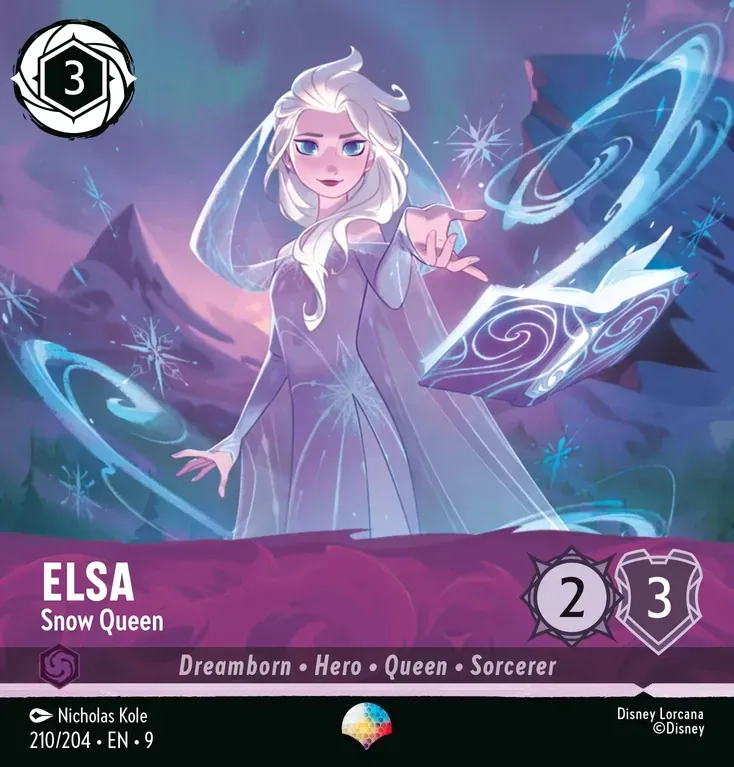 3
ELSA
Snow Queen
2
3
Dreamborn • Hero • Queen • Sorcerer
Nicholas Kole
Disney Lorcana
210/204 • EN • 9
©Disney